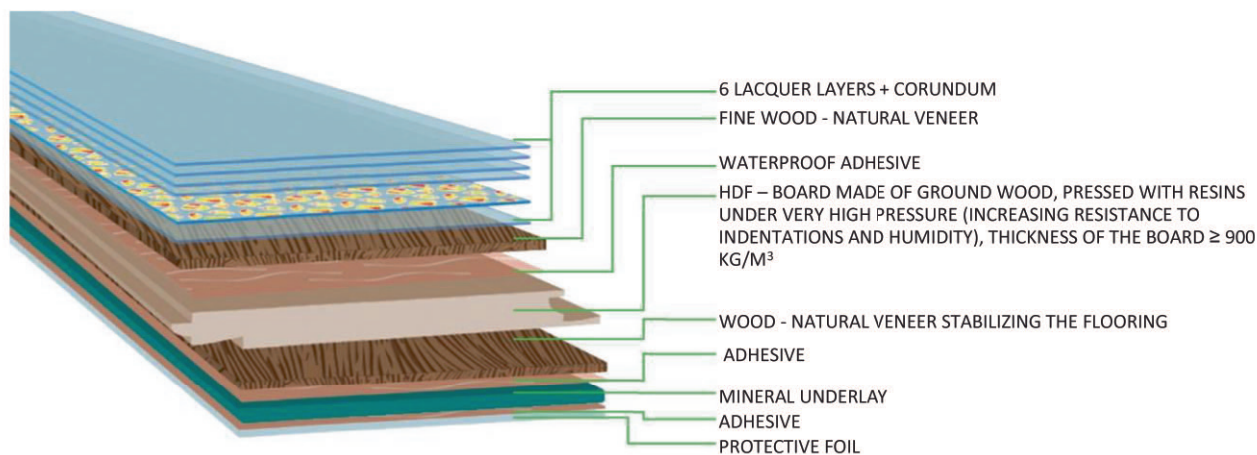 6 LACQUER LAYERS + CORUNDUM
FINE WOOD - NATURAL VENEER
WATERPROOF ADHESIVE
HDF – BOARD MADE OF GROUND WOOD, PRESSED WITH RESINS
UNDER VERY HIGH PRESSURE (INCREASING RESISTANCE TO
INDENTATIONS AND HUMIDITY), THICKNESS OF THE BOARD ≥ 900
KG/M³
WOOD - NATURAL VENEER STABILIZING THE FLOORING
ADHESIVE
MINERAL UNDERLAY
ADHESIVE
PROTECTIVE FOIL